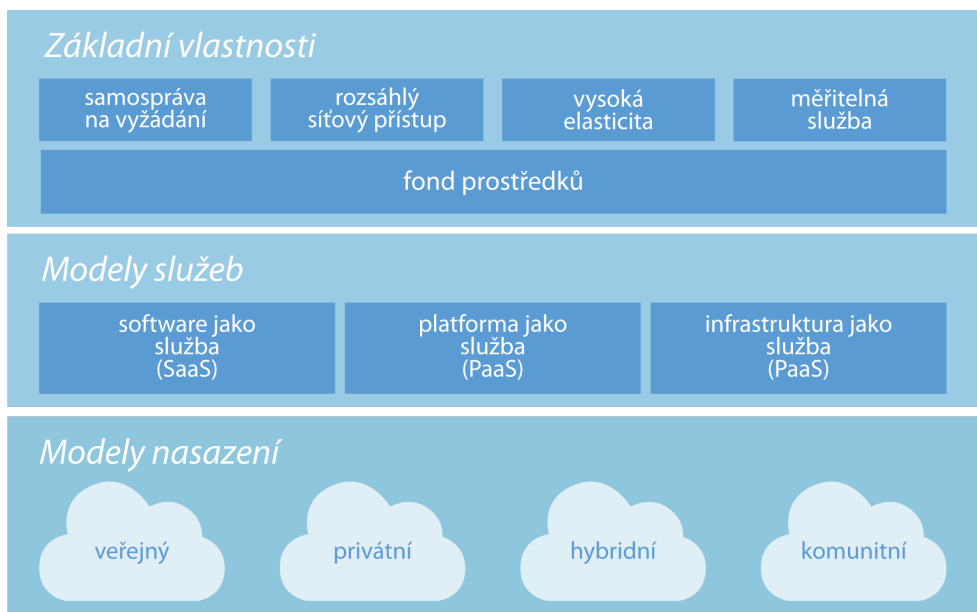 Základní vlastnosti
samospráva
na vyžádání
rozsáhlý
síťový přístup
vysoká
elasticita
měřitelná
služba
fond prostředků
Modely služeb
software jako
služba
(SaaS)
platforma jako
služba
(PaaS)
infrastruktura jako
služba
(PaaS)
Modely nasazení
veřejný
privátní
hybridní
komunitní